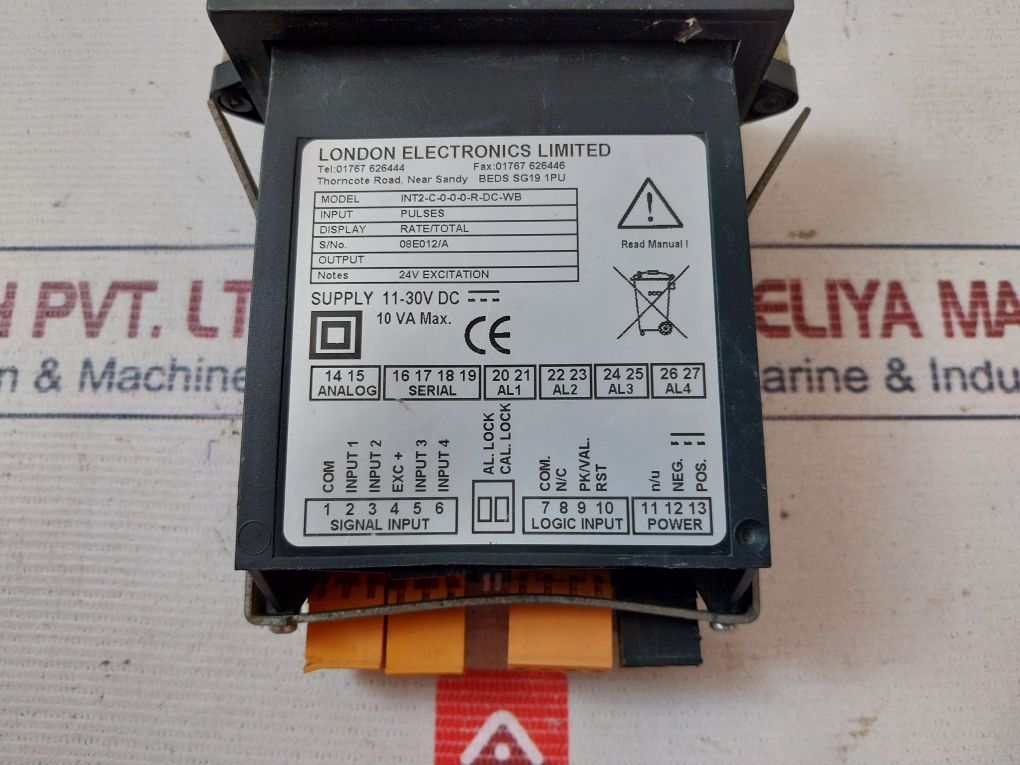 LONDON ELECTRONICS LIMITED
Tel:01767 626444 Fax:01767 626446
Thorncote Road, Near Sandy BEDS SG19 1PU
MODEL INT2-C-0-0-0-R-DC-WB
INPUT PULSES
DISPLAY RATE/TOTAL
S/No. 08E012/A
OUTPUT
Notes 24V EXCITATION
Read Manual !
SUPPLY 11-30V DC
10 VA Max.
CE
14 15 16 17 18 19 20 21 22 23 24 25 26 27
ANALOG SERIAL AL1 AL2 AL3 AL4
COM
INPUT 1
INPUT 2
EXC +
INPUT 3
INPUT 4
AL. LOCK
CAL. LOCK
COM.
N/C
PK/VAL.
RST
n/u
NEG.
POS.
1 2 3 4 5 6 7 8 9 10 11 12 13
SIGNAL INPUT LOGIC INPUT POWER
PVT. LT
ELIYA MA
& Machine
arine & Indu